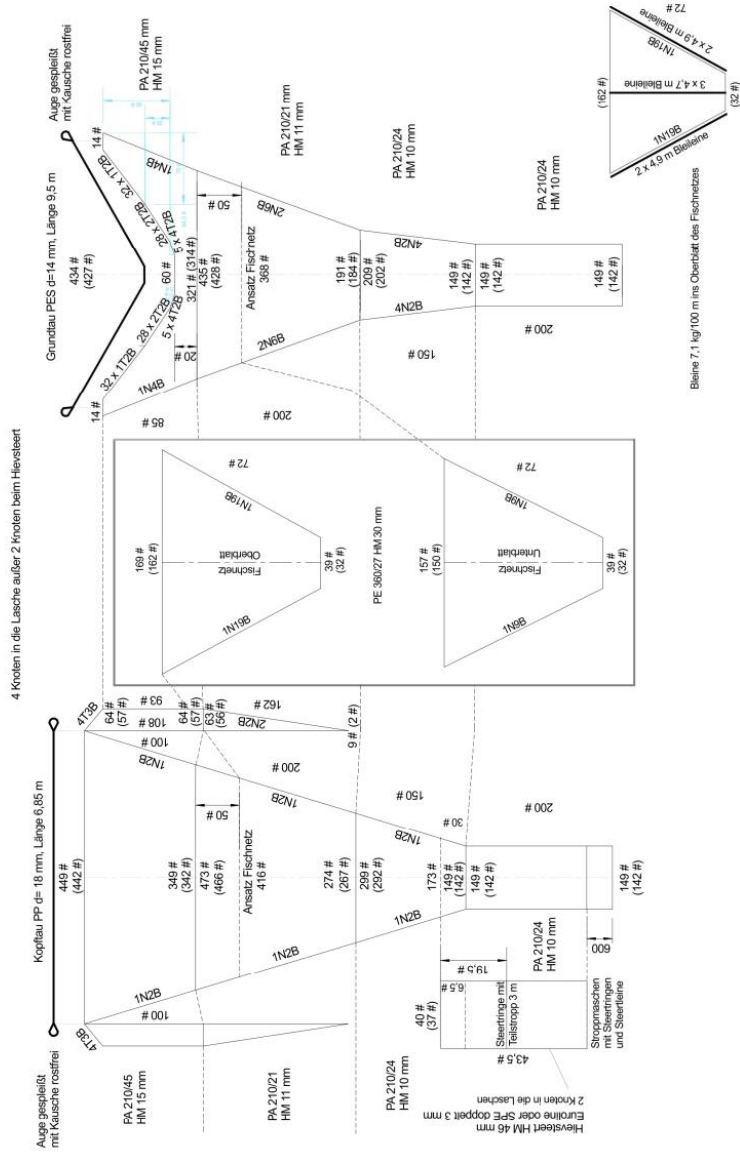 4 Knoten in die Lasche außer 2 Knoten beim Hievsteert
Auge gespleißt
mit Kausche rostfrei
Kopftau PP d= 18 mm, Länge 6,85 m
4T3B
449 #
(442 #)
4T3B
1N2B
100 #
1N2B
100 #
108 #
93 #
64 #
(57 #)
PA 210/45
HM 15 mm
349 #
(342 #)
64 #
(57 #)
473 #
(466 #)
63 #
(56 #)
50 #
Ansatz Fischnetz
416 #
PA 210/21
HM 11 mm
1N2B
200 #
2N2B
162 #
274 #
(267 #)
9 # (2 #)
299 #
(292 #)
PA 210/24
HM 10 mm
1N2B
1N2B
150 #
30 #
173 #
149 #
(142 #)
149 #
(142 #)
40 #
(37 #)
6,5 #
19,5 #
Steertringe mit
Teilstropp 3 m
43,5 #
PA 210/24
HM 10 mm
200 #
600
Stroppmaschen
mit Steertringen
und Steertleine
149 #
(142 #)
Hievsteert HM 46 mm
Euroline oder SPE doppelt 3 mm
2 Knoten in die Laschen
169 #
(162 #)
72 #
1N19B
1N19B
Fischnetz
Oberblatt
39 #
(32 #)
PE 360/27 HM 30 mm
157 #
(150 #)
72 #
1N9B
1N9B
Fischnetz
Unterblatt
39 #
(32 #)
Grundtau PES d=14 mm, Länge 9,5 m
Auge gespleißt
mit Kausche rostfrei
434 #
(427 #)
14 #
14 #
32 x 1T2B
32 x 1T2B
28 x 2T2B
28 x 2T2B
5 x 4T2B
5 x 4T2B
60 #
20 #
1N4B
1N4B
85 #
PA 210/45 mm
HM 15 mm
321 # (314 #)
435 #
(428 #)
50 #
Ansatz Fischnetz
368 #
PA 210/21 mm
HM 11 mm
2N6B
2N6B
200 #
191 #
(184 #)
209 #
(202 #)
4N2B
4N2B
150 #
PA 210/24
HM 10 mm
149 #
(142 #)
149 #
(142 #)
200 #
PA 210/24
HM 10 mm
149 #
(142 #)
(162 #)
72 #
1N19B
1N19B
2 x 4,9 m Bleileine
2 x 4,9 m Bleileine
3 x 4,7 m Bleileine
(32 #)
Bleine 7,1 kg/100 m ins Oberblatt des Fischnetzes